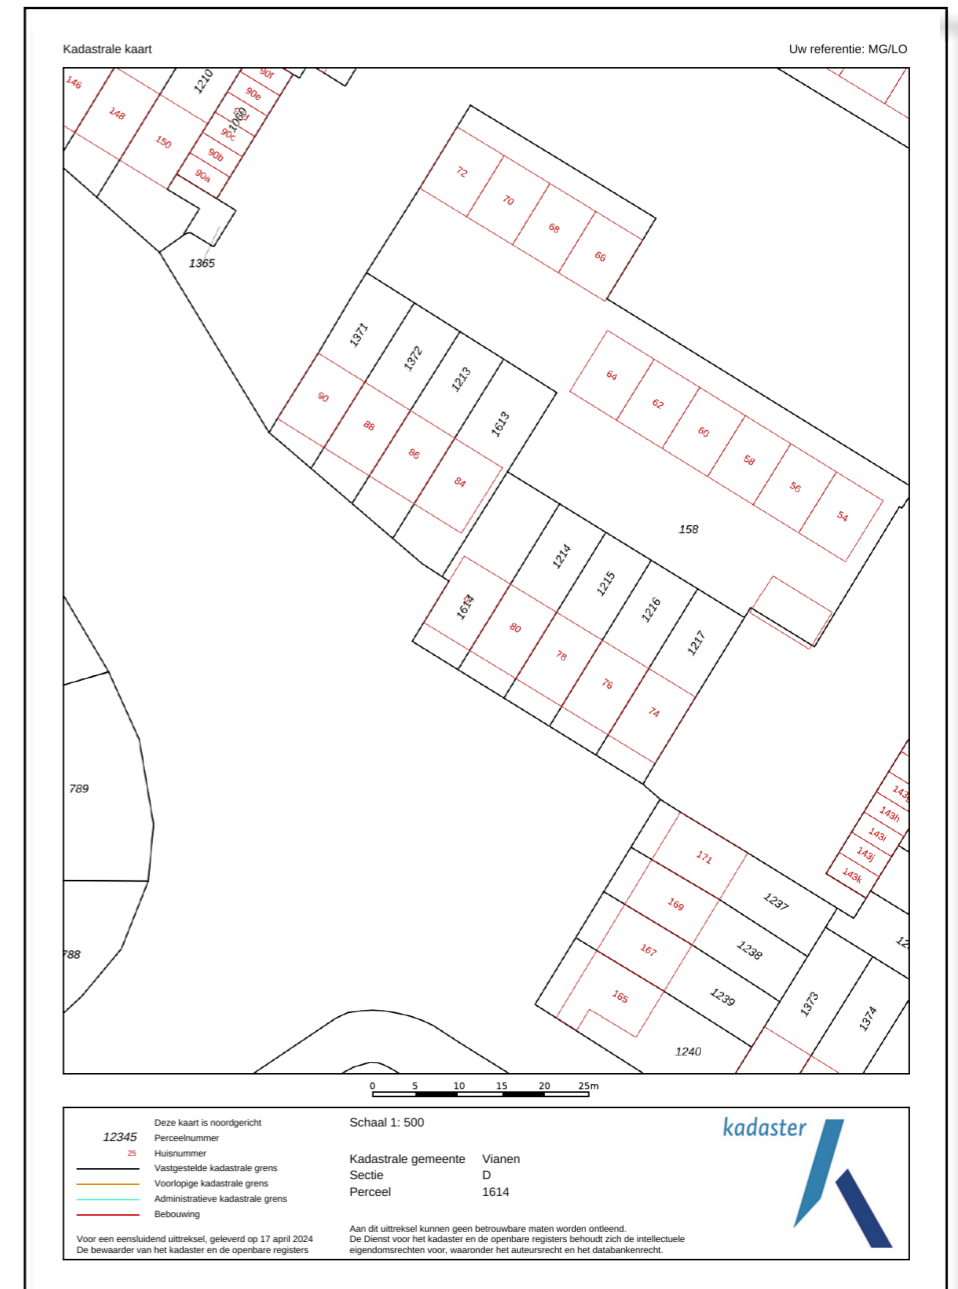 Kadastrale kaart
Uw referentie: MG/LO
146
148
150
1210
90f
90e
1069
90c
90b
90a
1365
72
70
68
66
1371
1372
1213
1613
90
88
86
84
64
62
60
58
56
54
158
1214
1215
1216
1217
1614
80
78
76
74
789
788
171
169
167
165
1237
1238
1239
1240
1373
1374
143h
143i
143j
143k
0 5 10 15 20 25m
Deze kaart is noordgericht
12345 Perceelnummer
25 Huisnummer
Vastgestelde kadastrale grens
Voorlopige kadastrale grens
Administratieve kadastrale grens
Bebouwing
Voor een eensluidend uittreksel, geleverd op 17 april 2024
De bewaarder van het kadaster en de openbare registers
Schaal 1: 500
Kadastrale gemeente Vianen
Sectie D
Perceel 1614
Aan dit uittreksel kunnen geen betrouwbare maten worden ontleend.
De Dienst voor het kadaster en de openbare registers behoudt zich de intellectuele
eigendomsrechten voor, waaronder het auteursrecht en het databankenrecht.
kadaster